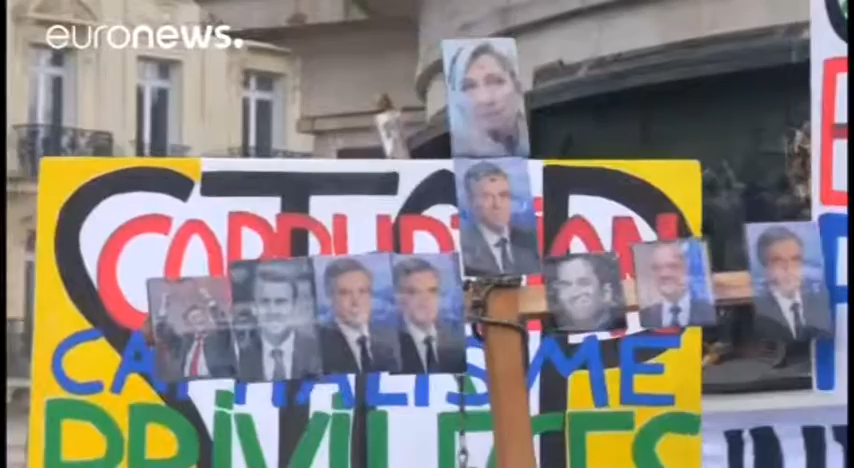 euronews.
STOP
CORRUPTION
CAPITALISME
PRIVILEGES